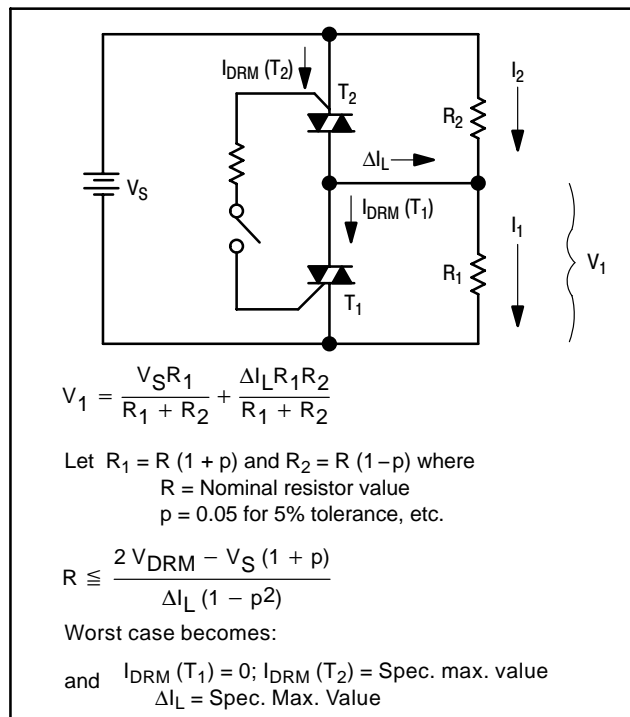 I_DRM (T_2)
T_2
I_2
R_2
ΔI_L
V_S
I_DRM (T_1)
I_1
R_1
V_1
T_1
V_1 = V_S R_1 / (R_1 + R_2) + ΔI_L R_1 R_2 / (R_1 + R_2)
Let R_1 = R (1 + p) and R_2 = R (1 − p) where
R = Nominal resistor value
p = 0.05 for 5% tolerance, etc.
R ≦ (2 V_DRM − V_S (1 + p)) / (ΔI_L (1 − p^2))
Worst case becomes:
and I_DRM (T_1) = 0; I_DRM (T_2) = Spec. max. value
ΔI_L = Spec. Max. Value